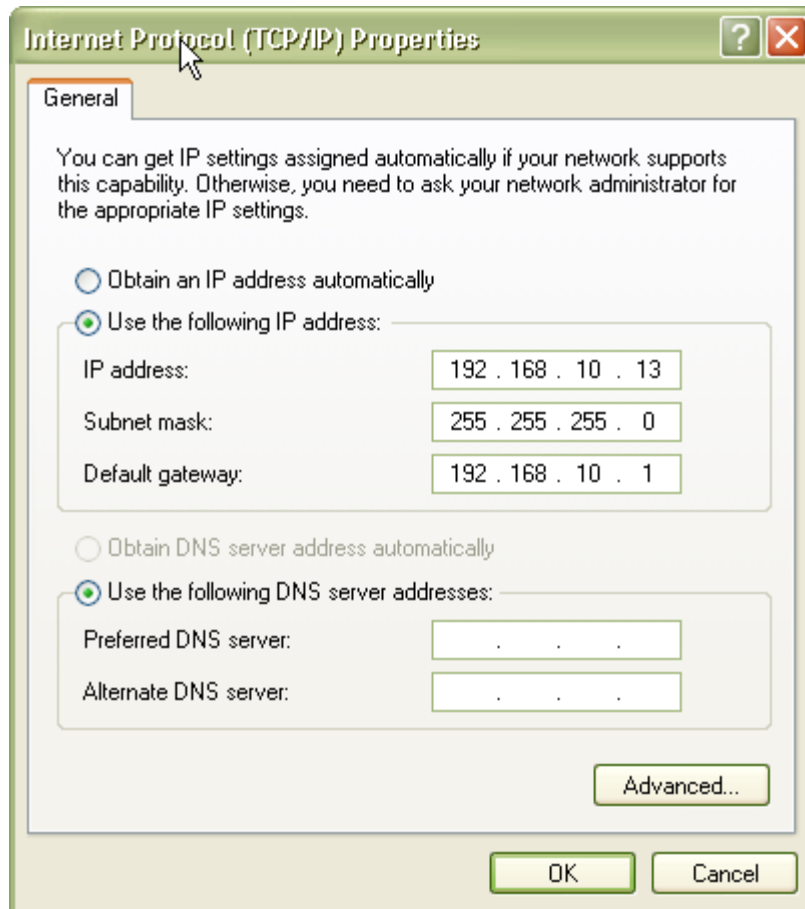 Internet Protocol (TCP/IP) Properties
General
You can get IP settings assigned automatically if your network supports
this capability. Otherwise, you need to ask your network administrator for
the appropriate IP settings.
Obtain an IP address automatically
Use the following IP address:
IP address: 192 . 168 . 10 . 13
Subnet mask: 255 . 255 . 255 . 0
Default gateway: 192 . 168 . 10 . 1
Obtain DNS server address automatically
Use the following DNS server addresses:
Preferred DNS server: . . .
Alternate DNS server: . . .
Advanced...
OK Cancel